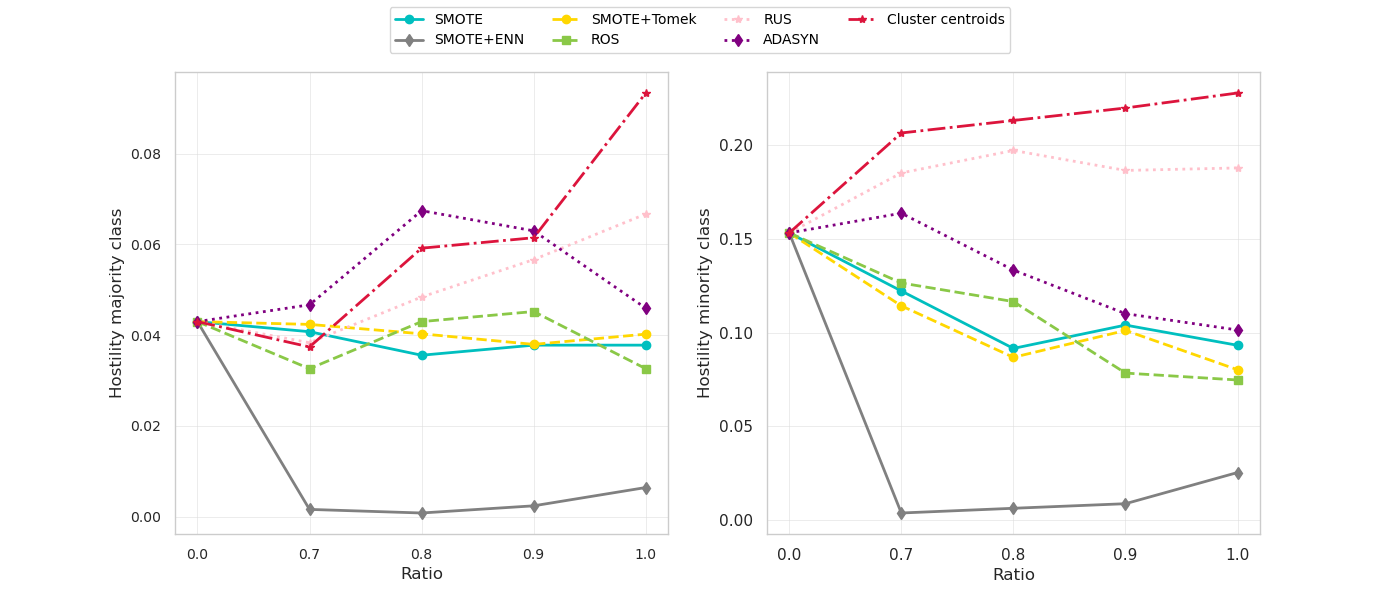 SMOTE SMOTE+Tomek RUS Cluster centroids
SMOTE+ENN ROS ADASYN
Hostility majority class
0.08
0.06
0.04
0.02
0.00
0.0 0.7 0.8 0.9 1.0
Ratio
Hostility minority class
0.20
0.15
0.10
0.05
0.00
0.0 0.7 0.8 0.9 1.0
Ratio